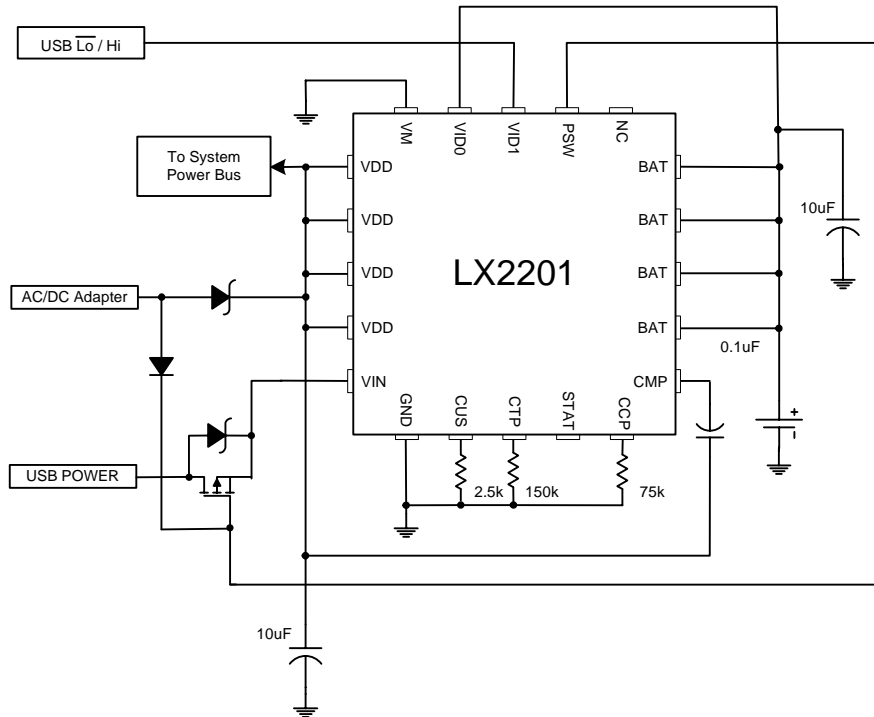 USB Lo / Hi
VM
VID0
VID1
PSW
NC
To System
Power Bus
VDD
BAT
VDD
BAT
10uF
LX2201
VDD
BAT
AC/DC Adapter
VDD
BAT
0.1uF
VIN
CMP
GND
CUS
CTP
STAT
CCP
+
-
USB POWER
2.5k
150k
75k
10uF